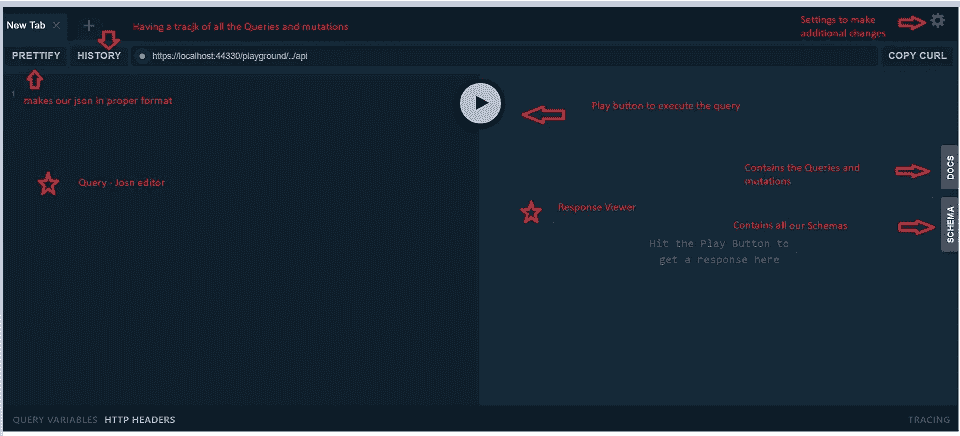 New Tab
Having a tracjk of all the Queries and mutations
Settings to make
additional changes
PRETTIFY
HISTORY
https://localhost:44330/playground/../api
COPY CURL
1
makes our json in proper format
Play button to execute the query
Query - Josn editor
Contains the Queries and
mutations
DOCS
Response Viewer
Contains all our Schemas
SCHEMA
Hit the Play Button to
get a response here
QUERY VARIABLES
HTTP HEADERS
TRACING